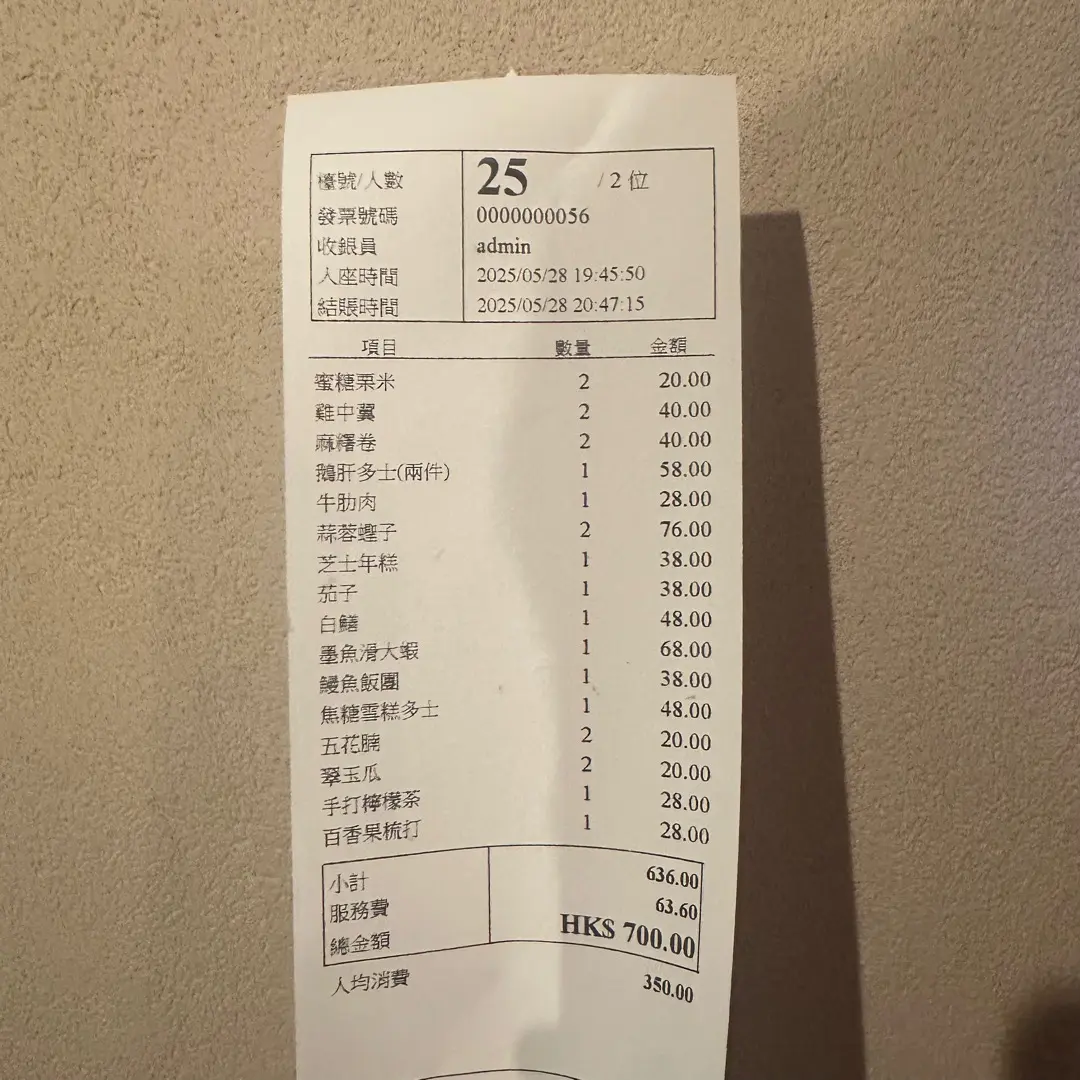 檯號/人數 25 / 2 位
發票號碼 0000000056
收銀員 admin
入座時間 2025/05/28 19:45:50
結賬時間 2025/05/28 20:47:15
項目 數量 金額
蜜糖粟米 2 20.00
雞中翼 2 40.00
麻糬卷 2 40.00
鵝肝多士(兩件) 1 58.00
牛肋肉 1 28.00
蒜蓉蟶子 2 76.00
芝士年糕 1 38.00
茄子 1 38.00
白鱔 1 48.00
墨魚滑大蝦 1 68.00
鰻魚飯團 1 38.00
焦糖雪糕多士 1 48.00
五花腩 2 20.00
翠玉瓜 2 20.00
手打檸檬茶 1 28.00
百香果梳打 1 28.00
小計 636.00
服務費 63.60
總金額 HK$ 700.00
人均消費 350.00